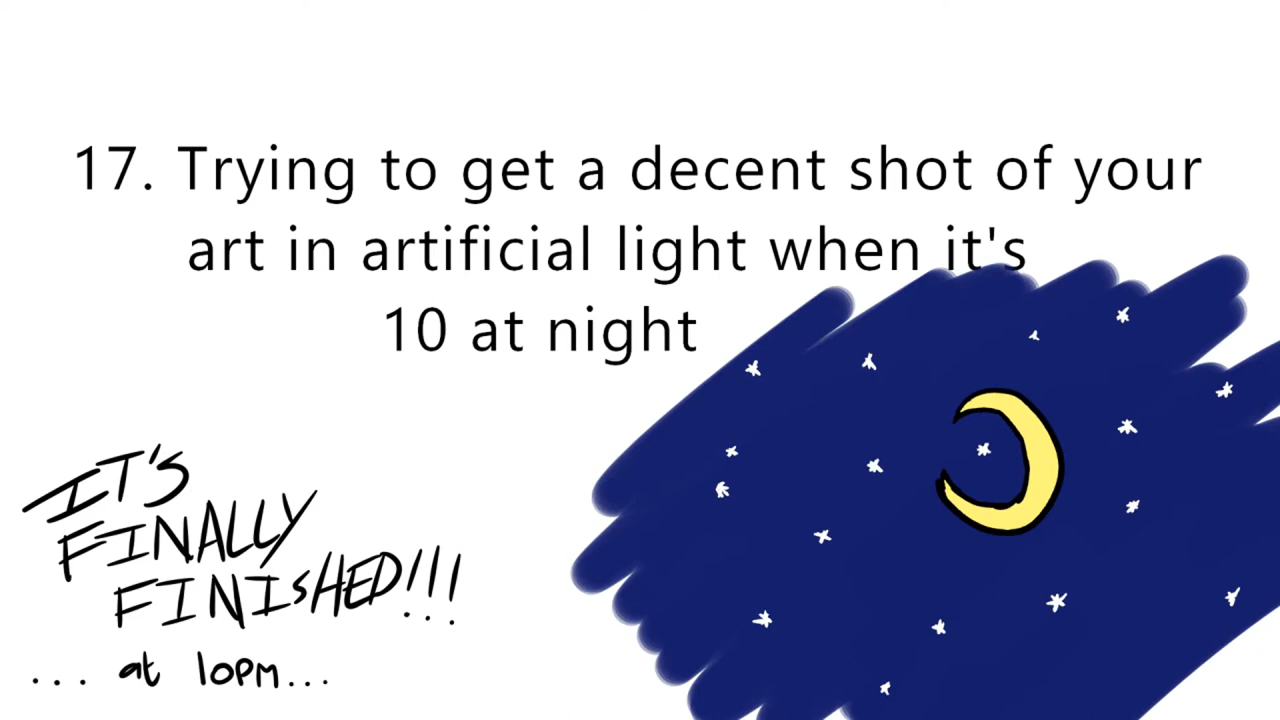 17. Trying to get a decent shot of your
art in artificial light when it's
10 at night
IT'S
FINALLY
FINISHED!!!
... at 10PM...